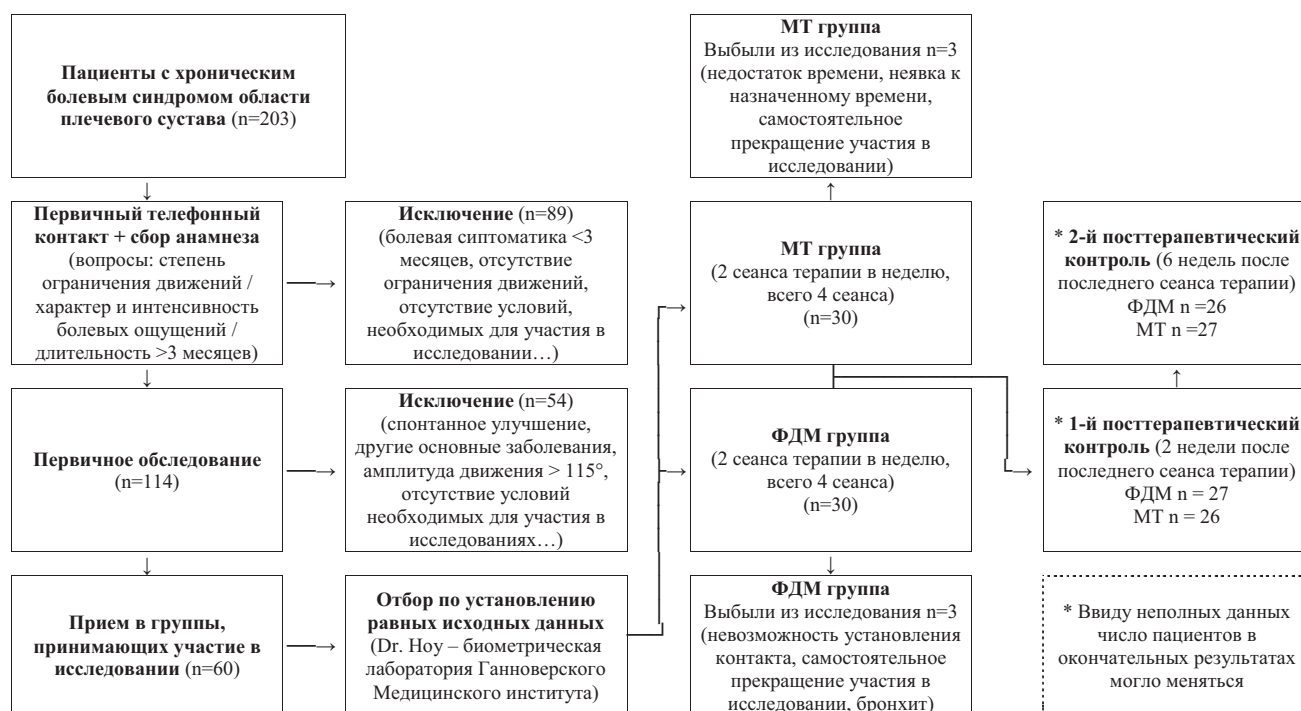 Пациенты с хроническим
болевым синдромом области
плечевого сустава (n=203)
↓
Первичный телефонный
контакт + сбор анамнеза
(вопросы: степень
ограничения движений /
характер и интенсивность
болевых ощущений /
длительность >3 месяцев)
→
Исключение (n=89)
(болевая сиптоматика <3
месяцев, отсутствие
ограничения движений,
отсутствие условий,
необходимых для участия в
исследовании…)
↓
Первичное обследование
(n=114)
→
Исключение (n=54)
(спонтанное улучшение,
другие основные заболевания,
амплитуда движения > 115°,
отсутствие условий
необходимых для участия в
исследованиях…)
↓
Прием в группы,
принимающих участие в
исследовании (n=60)
→
Отбор по установлению
равных исходных данных
(Dr. Hoy – биометрическая
лаборатория Ганноверского
Медицинского института)
→
МТ группа
Выбыли из исследования n=3
(недостаток времени, неявка к
назначенному времени,
самостоятельное
прекращение участия в
исследовании)
↑
МТ группа
(2 сеанса терапии в неделю,
всего 4 сеанса)
(n=30)
ФДМ группа
(2 сеанса терапии в неделю,
всего 4 сеанса)
(n=30)
↓
ФДМ группа
Выбыли из исследования n=3
(невозможность установления
контакта, самостоятельное
прекращение участия в
исследовании, бронхит)
→
* 2-й посттерапевтический
контроль (6 недель после
последнего сеанса терапии)
ФДМ n =26
МТ n =27
↑
* 1-й посттерапевтический
контроль (2 недели после
последнего сеанса терапии)
ФДМ n = 27
МТ n = 26
* Ввиду неполных данных
число пациентов в
окончательных результатах
могло меняться